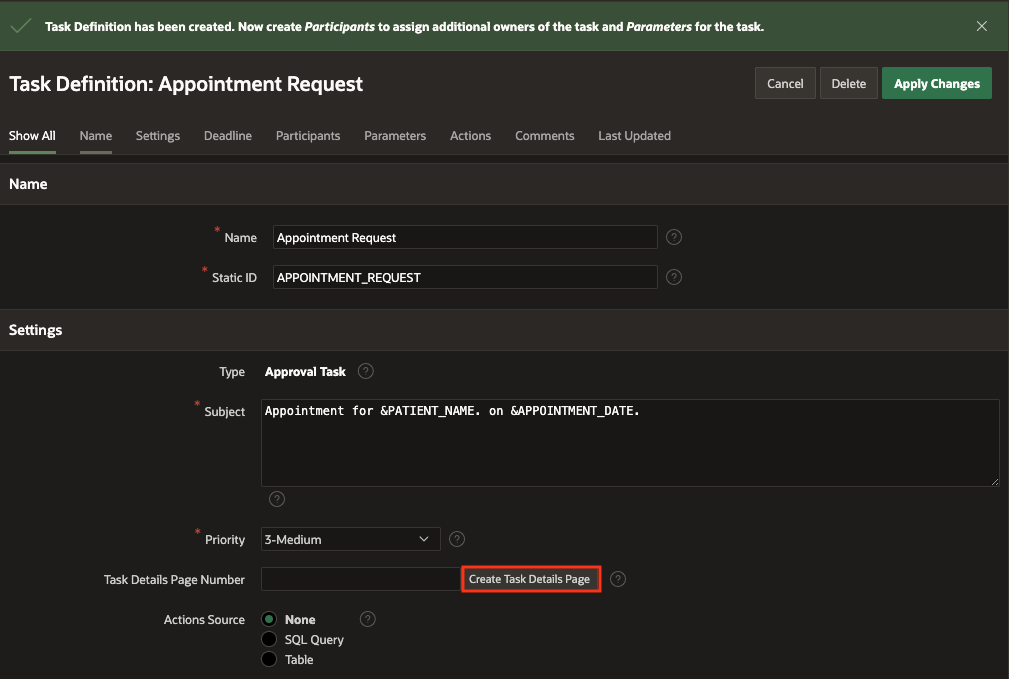 Task Definition has been created. Now create Participants to assign additional owners of the task and Parameters for the task.
Task Definition: Appointment Request
Cancel Delete Apply Changes
Show All Name Settings Deadline Participants Parameters Actions Comments Last Updated
Name
* Name Appointment Request ?
* Static ID APPOINTMENT_REQUEST ?
Settings
Type Approval Task ?
* Subject Appointment for &PATIENT_NAME. on &APPOINTMENT_DATE.
?
* Priority 3-Medium ?
Task Details Page Number Create Task Details Page ?
Actions Source None ?
SQL Query
Table